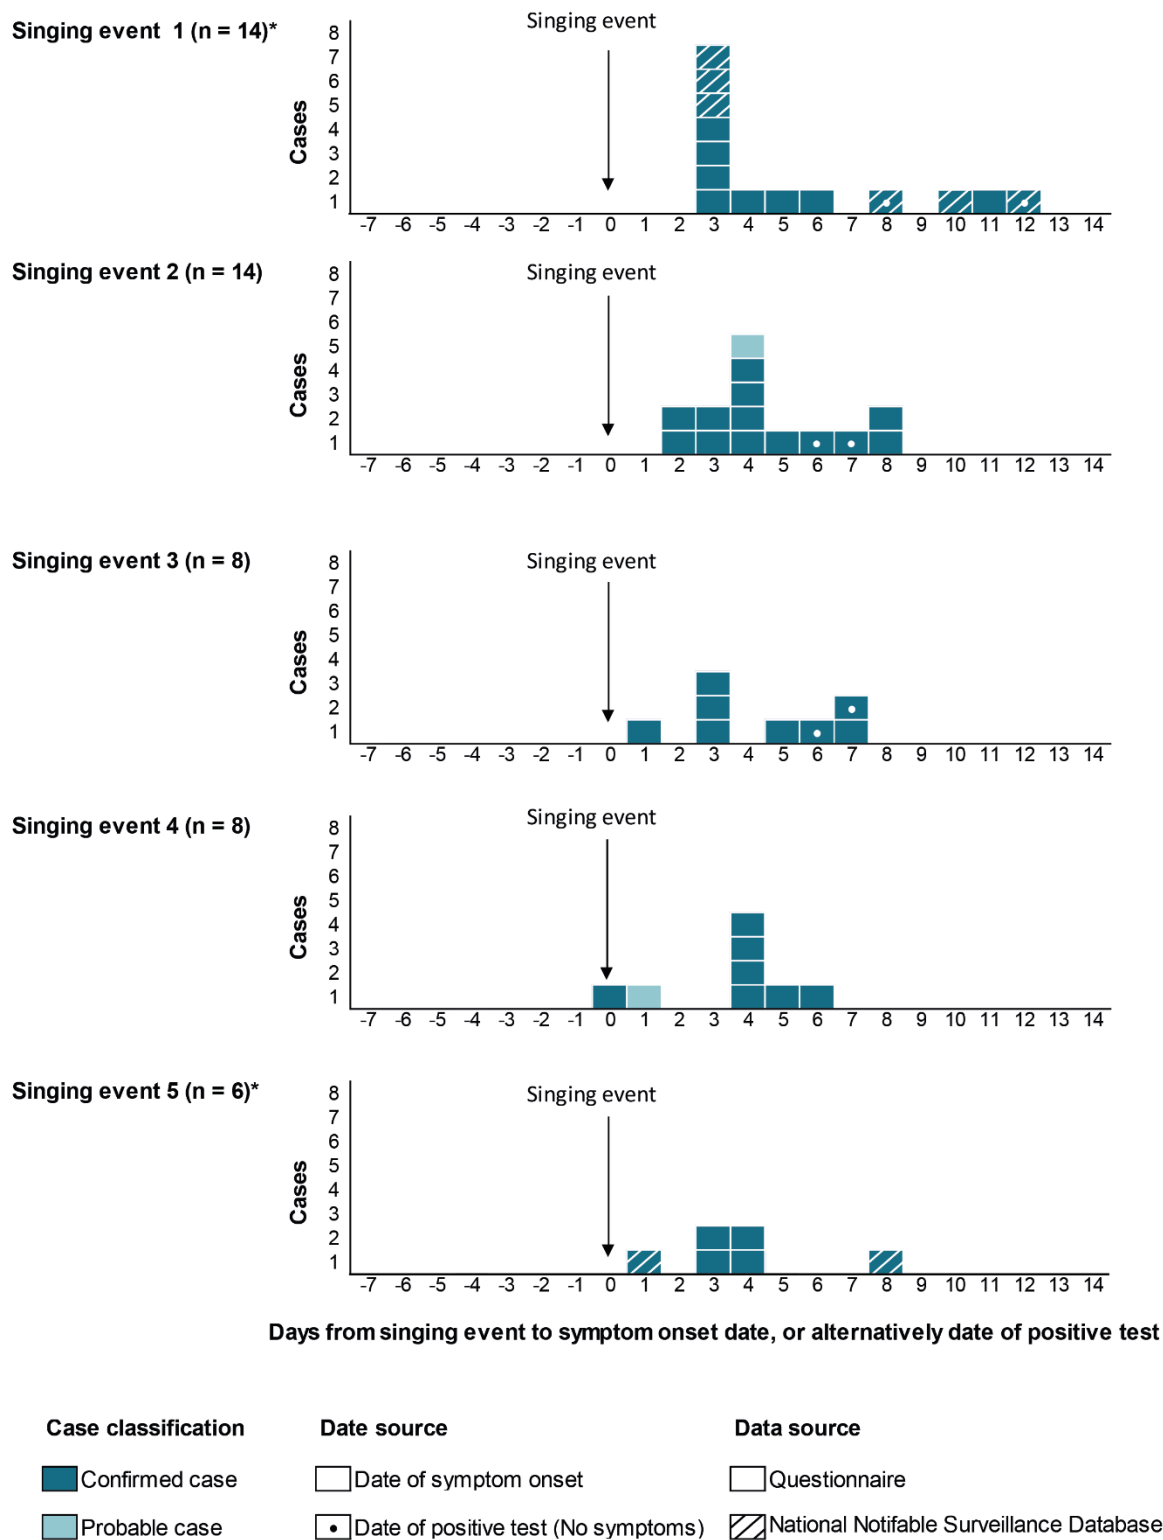 Singing event 1 (n = 14)*
Singing event
Cases
8
7
6
5
4
3
2
1
-7 -6 -5 -4 -3 -2 -1 0 1 2 3 4 5 6 7 8 9 10 11 12 13 14
Singing event 2 (n = 14)
Singing event
Cases
8
7
6
5
4
3
2
1
-7 -6 -5 -4 -3 -2 -1 0 1 2 3 4 5 6 7 8 9 10 11 12 13 14
Singing event 3 (n = 8)
Singing event
Cases
8
7
6
5
4
3
2
1
-7 -6 -5 -4 -3 -2 -1 0 1 2 3 4 5 6 7 8 9 10 11 12 13 14
Singing event 4 (n = 8)
Singing event
Cases
8
7
6
5
4
3
2
1
-7 -6 -5 -4 -3 -2 -1 0 1 2 3 4 5 6 7 8 9 10 11 12 13 14
Singing event 5 (n = 6)*
Singing event
Cases
8
7
6
5
4
3
2
1
-7 -6 -5 -4 -3 -2 -1 0 1 2 3 4 5 6 7 8 9 10 11 12 13 14
Days from singing event to symptom onset date, or alternatively date of positive test
Case classification
Confirmed case
Probable case
Date source
Date of symptom onset
Date of positive test (No symptoms)
Data source
Questionnaire
National Notifiable Surveillance Database